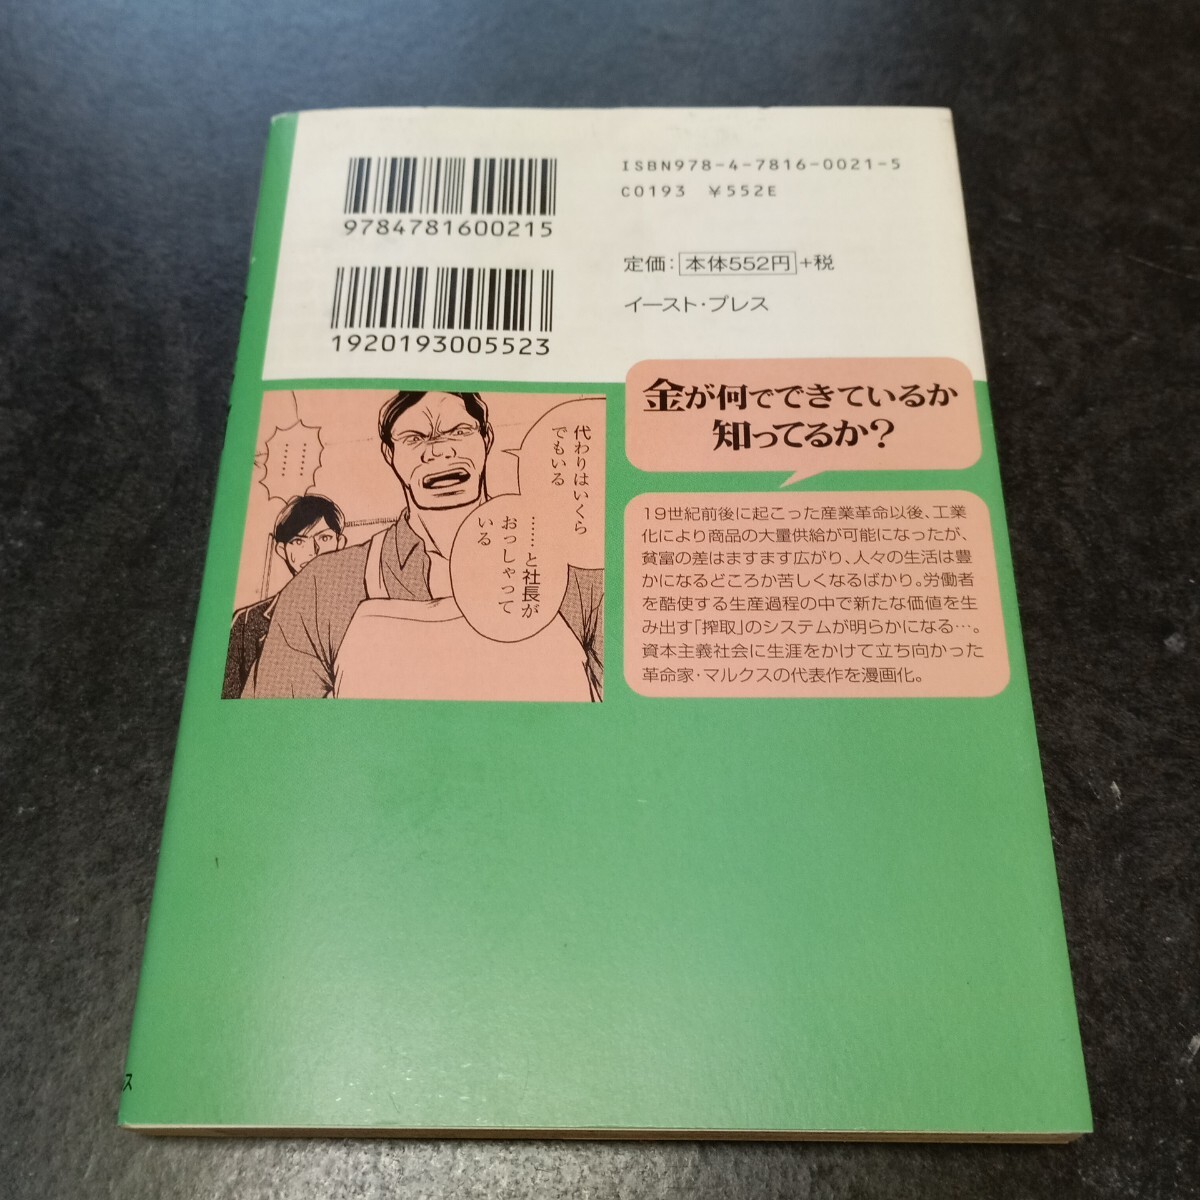 ISBN978-4-7816-0021-5
C0193 ¥552E
9784781600215
定価:本体552円+税
イースト・プレス
1920193005523
金が何でできているか
知ってるか?
代わりはいくら
でもいる
……と社長が
おっしゃって
いる
………
19世紀前後に起こった産業革命以後、工業
化により商品の大量供給が可能になったが、
貧富の差はますます広がり、人々の生活は豊
かになるどころか苦しくなるばかり。労働者
を酷使する生産過程の中で新たな価値を生
み出す「搾取」のシステムが明らかになる…。
資本主義社会に生涯をかけて立ち向かった
革命家・マルクスの代表作を漫画化。